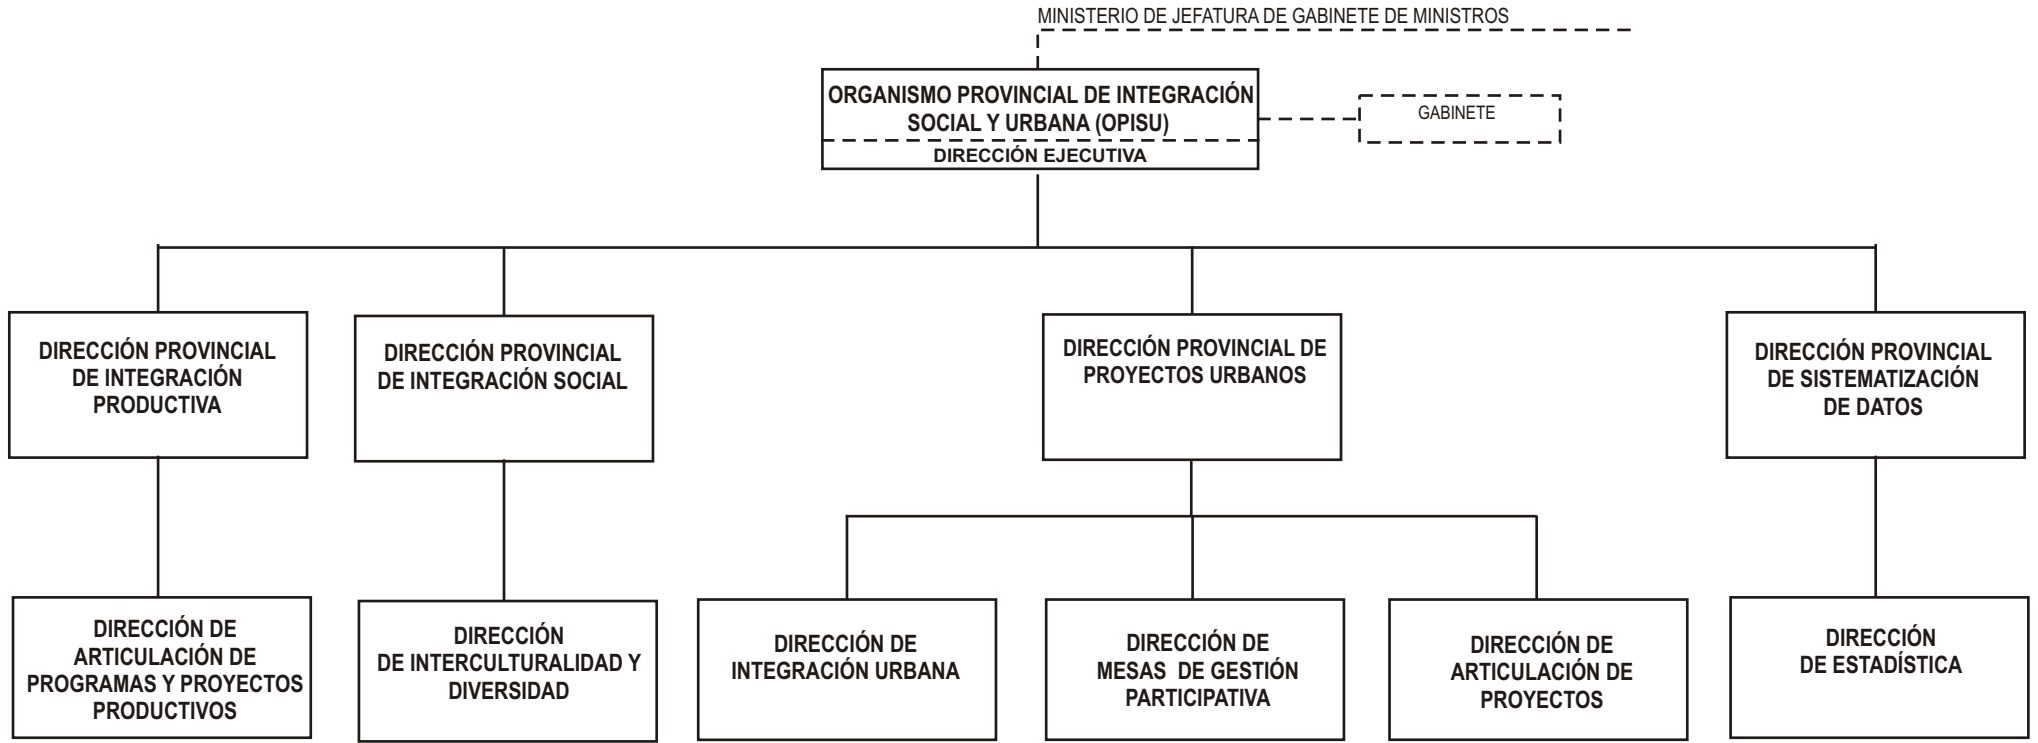 MINISTERIO DE JEFATURA DE GABINETE DE MINISTROS
ORGANISMO PROVINCIAL DE INTEGRACIÓN
SOCIAL Y URBANA (OPISU)
DIRECCIÓN EJECUTIVA
GABINETE
DIRECCIÓN PROVINCIAL
DE INTEGRACIÓN
PRODUCTIVA
DIRECCIÓN PROVINCIAL
DE INTEGRACIÓN SOCIAL
DIRECCIÓN PROVINCIAL DE
PROYECTOS URBANOS
DIRECCIÓN PROVINCIAL
DE SISTEMATIZACIÓN
DE DATOS
DIRECCIÓN DE
ARTICULACIÓN DE
PROGRAMAS Y PROYECTOS
PRODUCTIVOS
DIRECCIÓN
DE INTERCULTURALIDAD Y
DIVERSIDAD
DIRECCIÓN DE
INTEGRACIÓN URBANA
DIRECCIÓN DE
MESAS DE GESTIÓN
PARTICIPATIVA
DIRECCIÓN DE
ARTICULACIÓN DE
PROYECTOS
DIRECCIÓN
DE ESTADÍSTICA